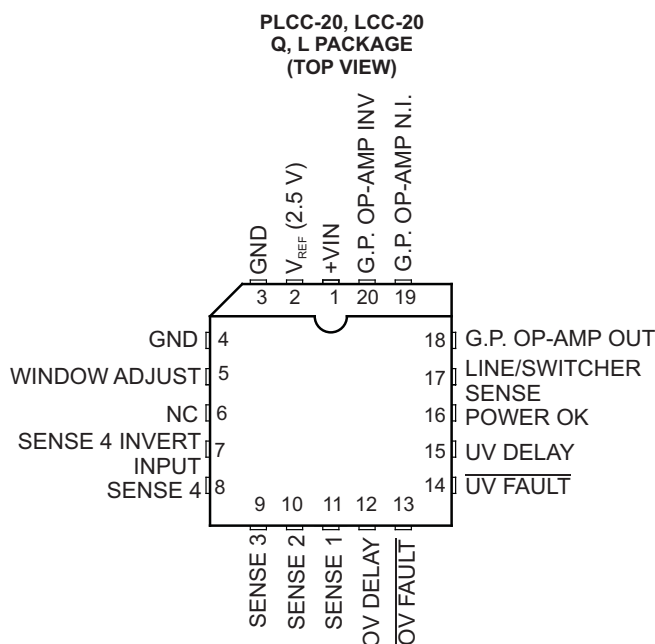 PLCC-20, LCC-20
Q, L PACKAGE
(TOP VIEW)
GND
VREF (2.5 V)
+VIN
G.P. OP-AMP INV
G.P. OP-AMP N.I.
3
2
1
20
19
GND
4
WINDOW ADJUST
5
NC
6
SENSE 4 INVERT
INPUT
7
SENSE 4
8
18
G.P. OP-AMP OUT
17
LINE/SWITCHER
SENSE
16
POWER OK
15
UV DELAY
14
UV FAULT
9
10
11
12
13
SENSE 3
SENSE 2
SENSE 1
OV DELAY
OV FAULT